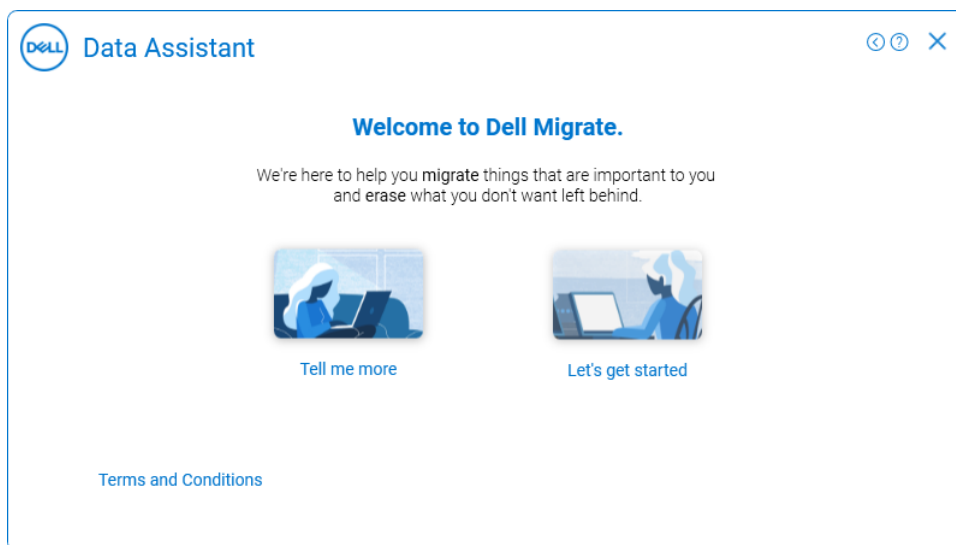 DELL
Data Assistant
Welcome to Dell Migrate.
We're here to help you migrate things that are important to you
and erase what you don't want left behind.
Tell me more
Let's get started
Terms and Conditions